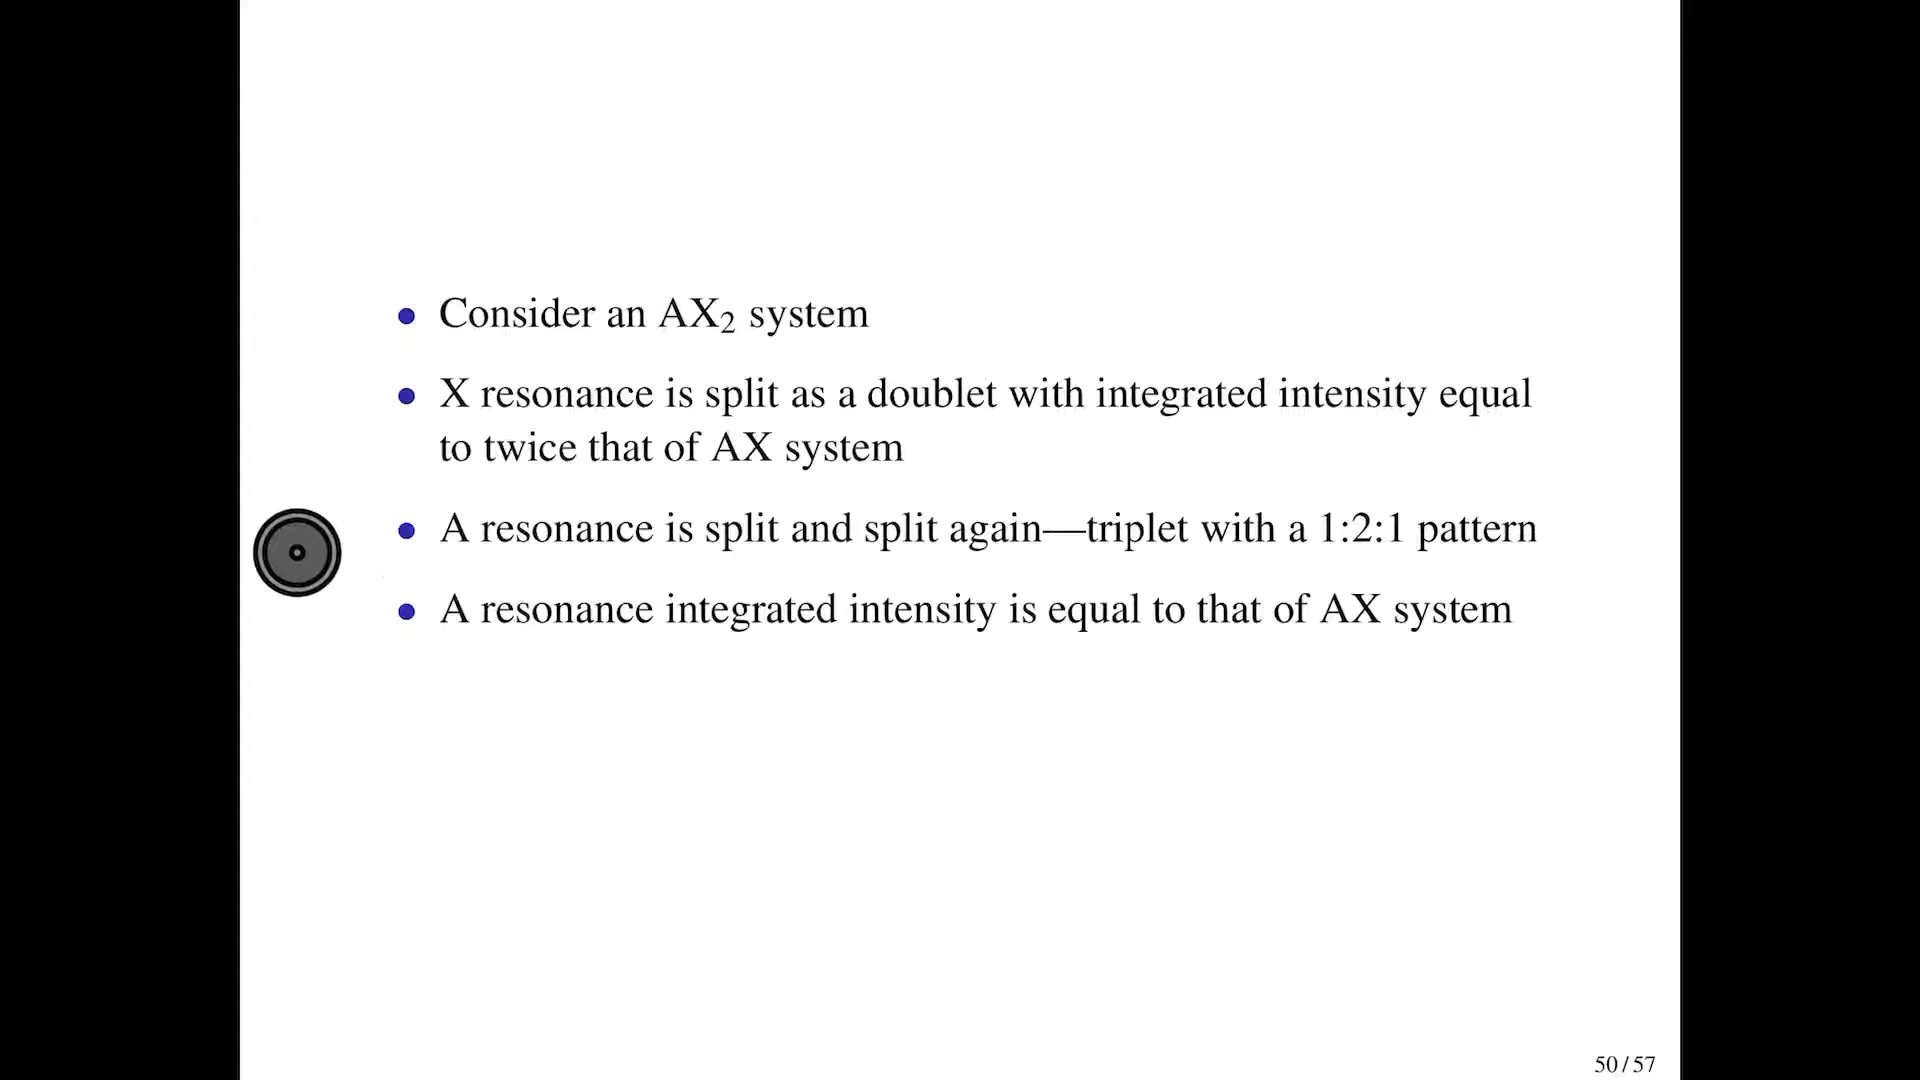 • Consider an AX₂ system
• X resonance is split as a doublet with integrated intensity equal
to twice that of AX system
• A resonance is split and split again—triplet with a 1:2:1 pattern
• A resonance integrated intensity is equal to that of AX system
50 / 57